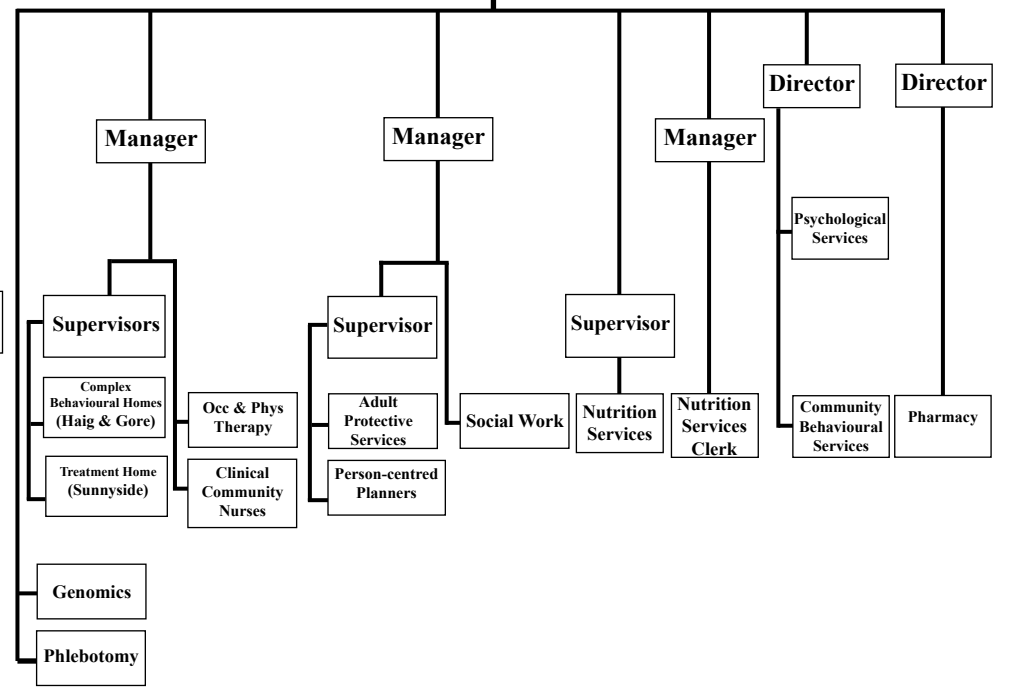 Director
Director
Manager
Manager
Manager
Psychological
Services
Supervisors
Supervisor
Supervisor
Complex
Behavioural Homes
(Haig & Gore)
Occ & Phys
Therapy
Adult
Protective
Services
Social Work
Nutrition
Services
Nutrition
Services
Clerk
Community
Behavioural
Services
Pharmacy
Treatment Home
(Sunnyside)
Clinical
Community
Nurses
Person-centred
Planners
Genomics
Phlebotomy